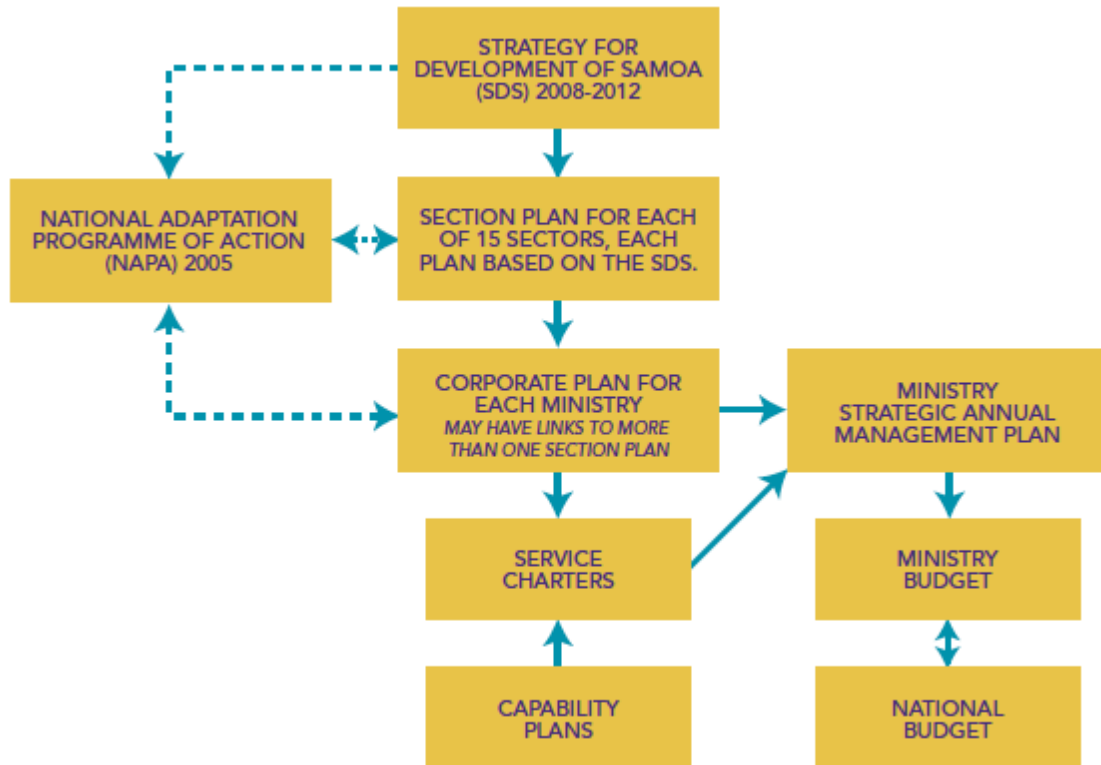 STRATEGY FOR
DEVELOPMENT OF SAMOA
(SDS) 2008-2012
NATIONAL ADAPTATION
PROGRAMME OF ACTION
(NAPA) 2005
SECTION PLAN FOR EACH
OF 15 SECTORS, EACH
PLAN BASED ON THE SDS.
CORPORATE PLAN FOR
EACH MINISTRY
MAY HAVE LINKS TO MORE
THAN ONE SECTION PLAN
MINISTRY
STRATEGIC ANNUAL
MANAGEMENT PLAN
SERVICE
CHARTERS
MINISTRY
BUDGET
CAPABILITY
PLANS
NATIONAL
BUDGET